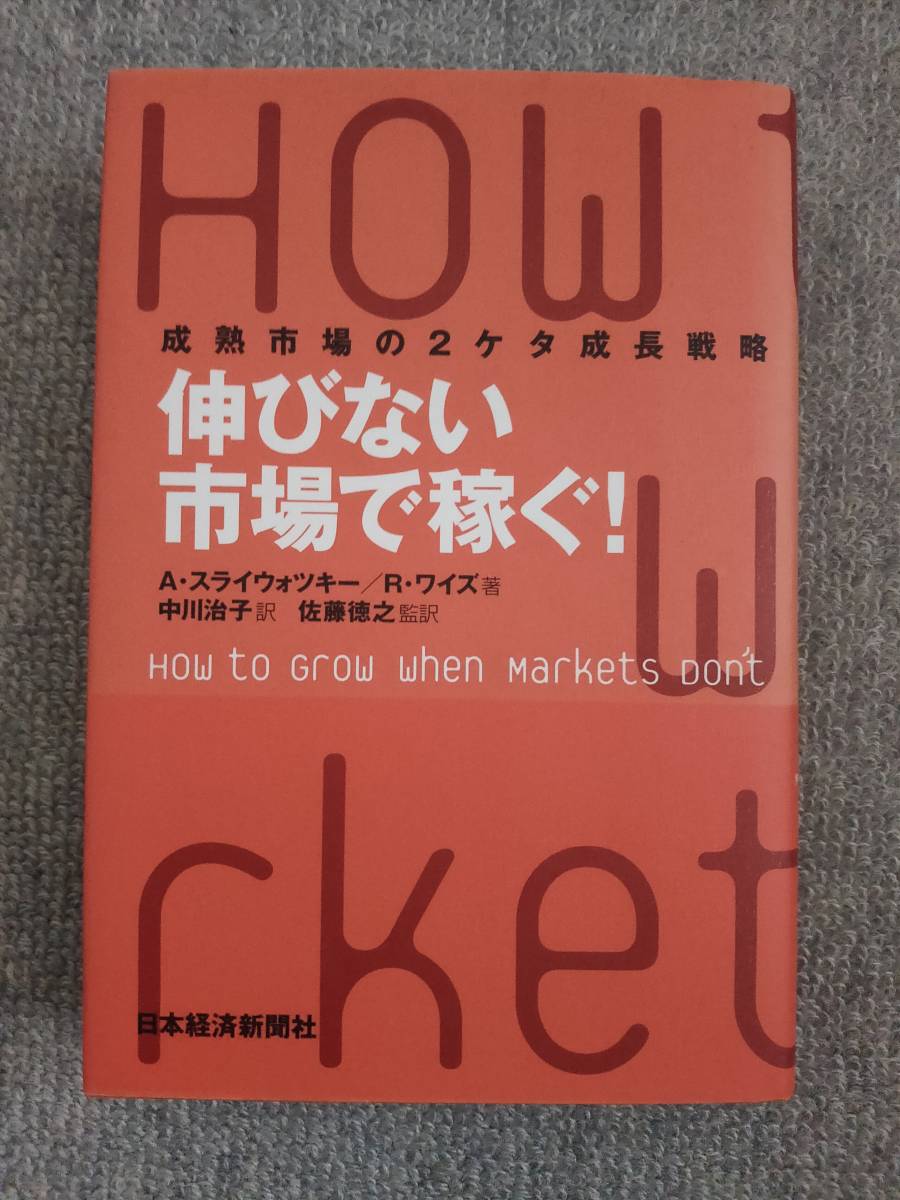 How
成熟市場の2ケタ成長戦略
伸びない
市場で稼ぐ!
A・スライウォツキー／R・ワイズ 著
中川治子 訳 佐藤徳之 監訳
How to Grow When Markets Don't
w
rket
日本経済新聞社